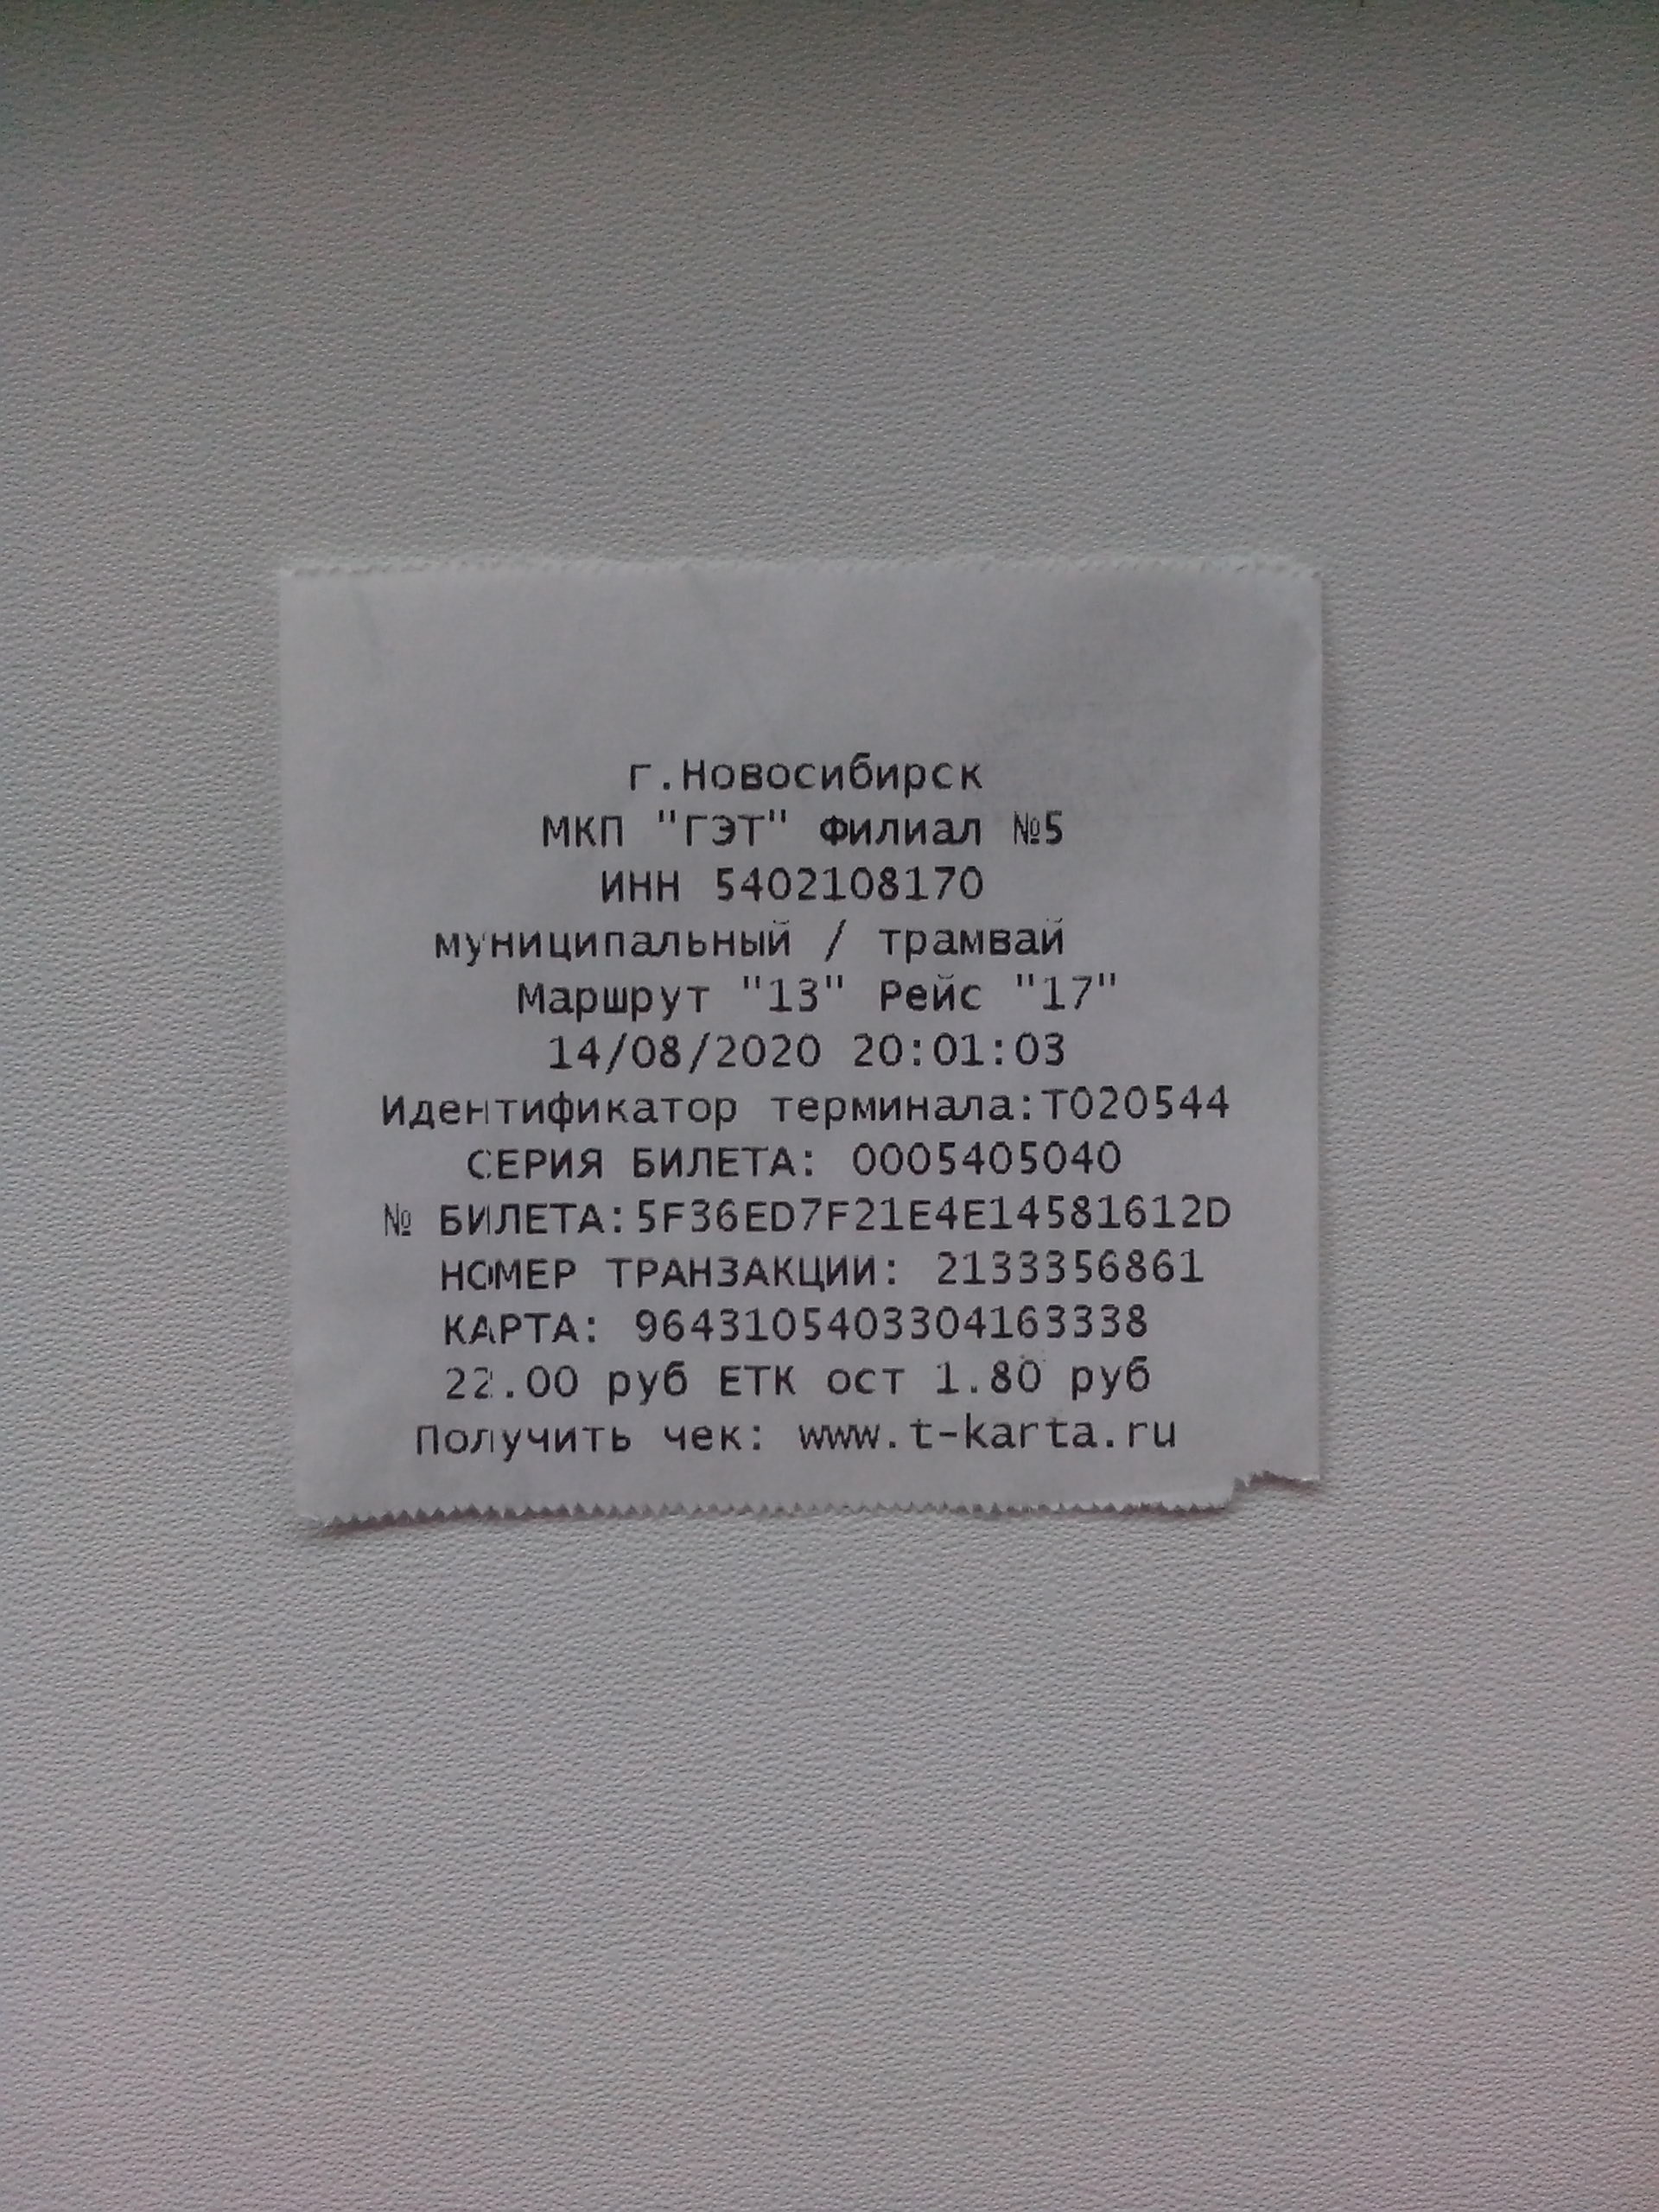 г.Новосибирск
МКП "ГЭТ" Филиал №5
ИНН 5402108170
муниципальный / трамвай
Маршрут "13" Рейс "17"
14/08/2020 20:01:03
Идентификатор терминала:Т020544
СЕРИЯ БИЛЕТА: 0005405040
№ БИЛЕТА:5F36ED7F21E4E14581612D
НОМЕР ТРАНЗАКЦИИ: 2133356861
КАРТА: 9643105403304163338
22.00 руб ЕТК ост 1.80 руб
Получить чек: www.t-karta.ru